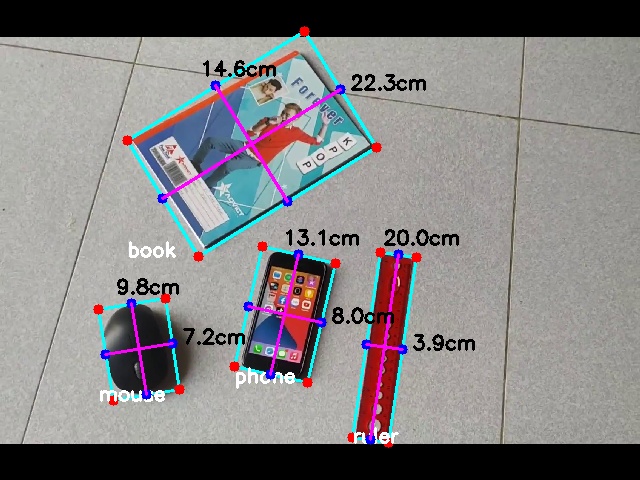 14.6cm
22.3cm
Forever
K
POP
book
13.1cm
20.0cm
9.8cm
8.0cm
7.2cm
3.9cm
phone
mouse
ruler